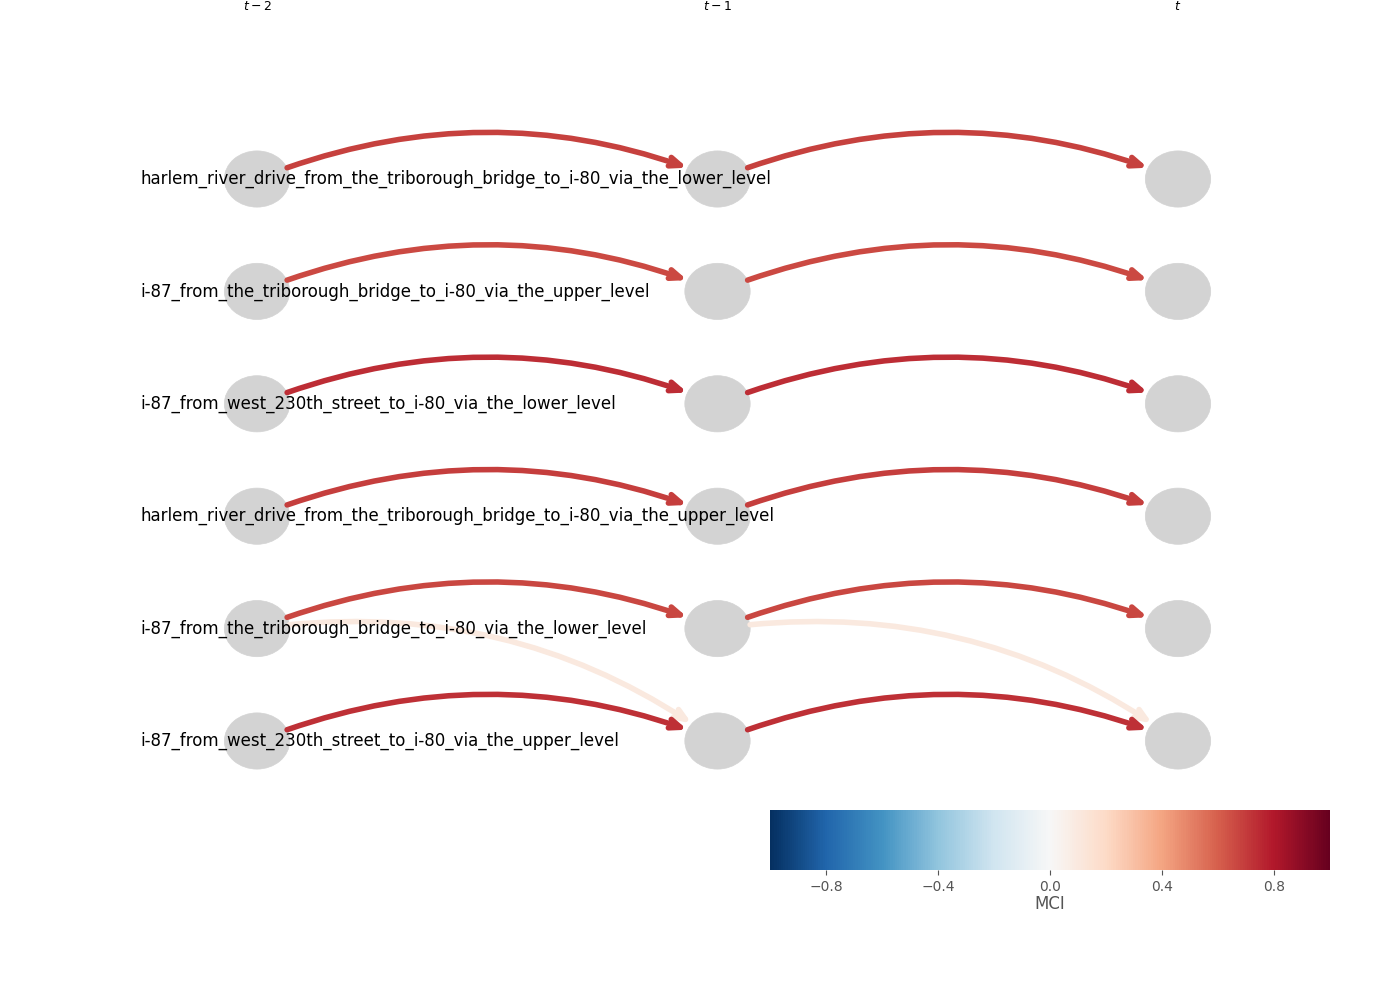 t − 2 t − 1 t
harlem_river_drive_from_the_triborough_bridge_to_i-80_via_the_lower_level
i-87_from_the_triborough_bridge_to_i-80_via_the_upper_level
i-87_from_west_230th_street_to_i-80_via_the_lower_level
harlem_river_drive_from_the_triborough_bridge_to_i-80_via_the_upper_level
i-87_from_the_triborough_bridge_to_i-80_via_the_lower_level
i-87_from_west_230th_street_to_i-80_via_the_upper_level
−0.8 −0.4 0.0 0.4 0.8
MCI